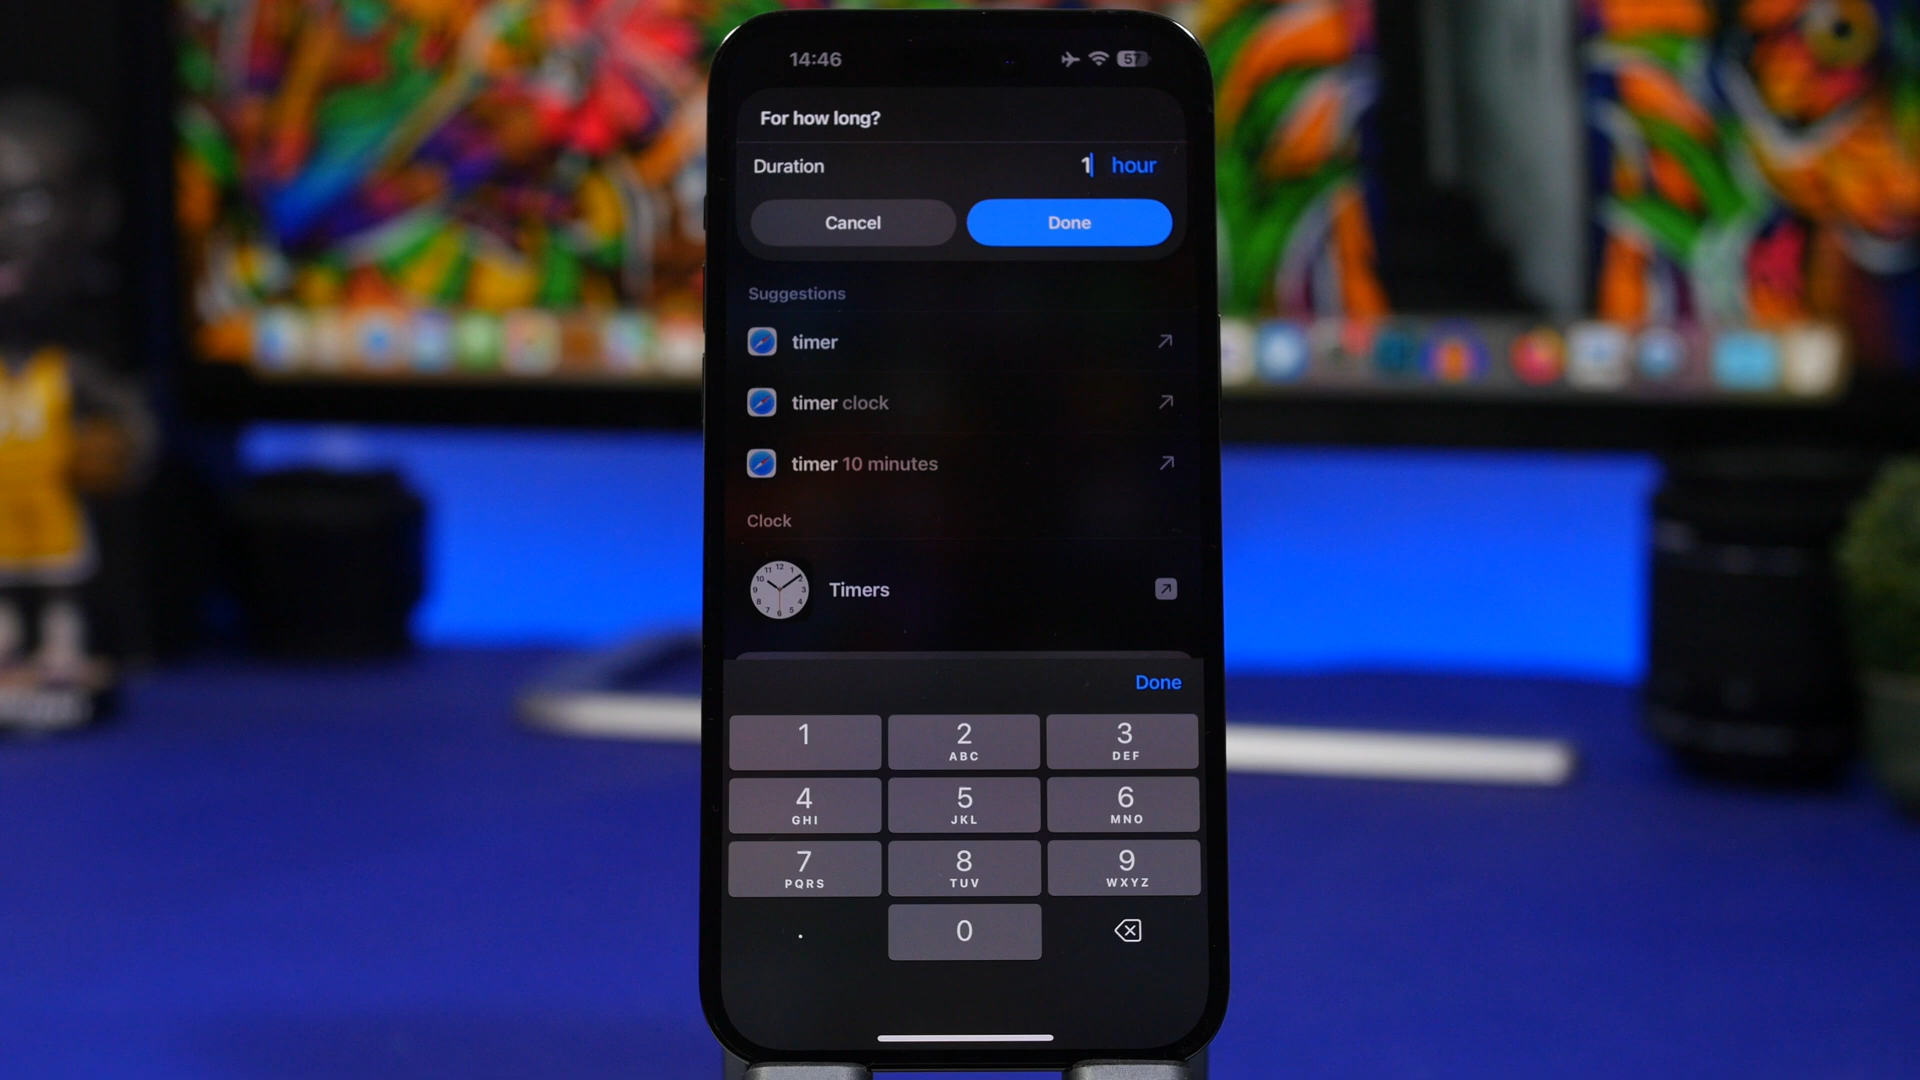 14:46 57
For how long?
Duration 1 hour
Cancel Done
Suggestions
timer
timer clock
timer 10 minutes
Clock
Timers
Done
1 2 3
ABC DEF
4 5 6
GHI JKL MNO
7 8 9
PQRS TUV WXYZ
. 0